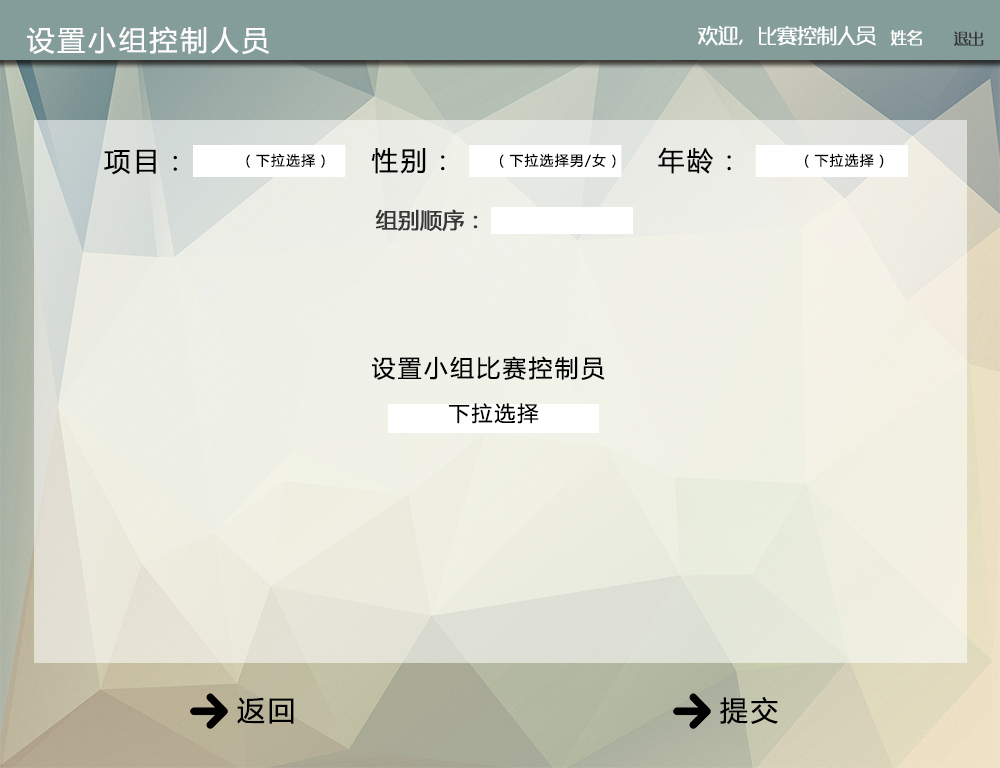 设置小组控制人员
欢迎，比赛控制人员 姓名 退出
项目：（下拉选择） 性别：（下拉选择男/女） 年龄：（下拉选择）
组别顺序：
设置小组比赛控制员
下拉选择
返回 提交